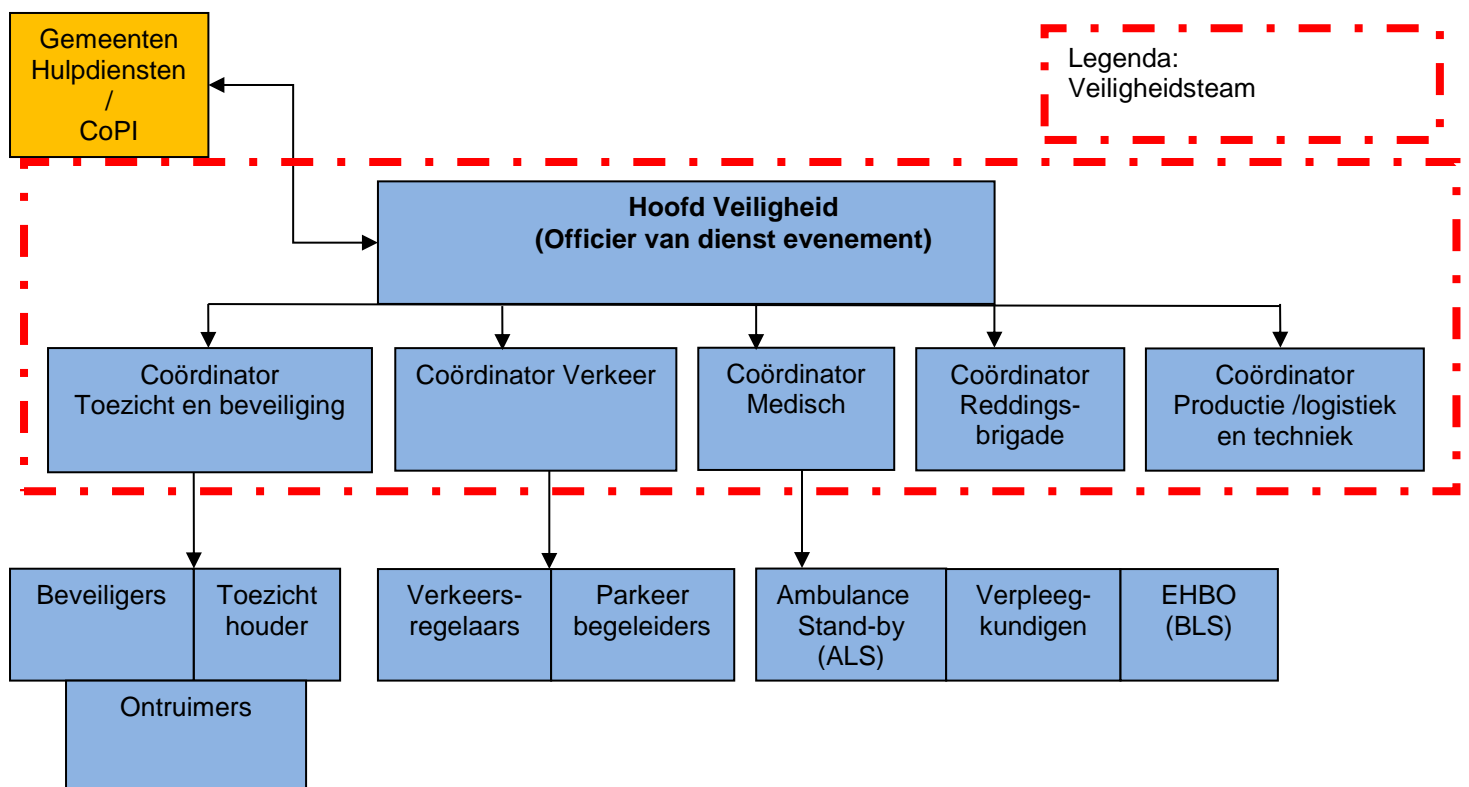 Gemeenten
Hulpdiensten
/
CoPI
Legenda:
Veiligheidsteam
Hoofd Veiligheid
(Officier van dienst evenement)
Coördinator
Toezicht en beveiliging
Coördinator Verkeer
Coördinator
Medisch
Coördinator
Reddings-
brigade
Coördinator
Productie /logistiek
en techniek
Beveiligers
Toezicht
houder
Verkeers-
regelaars
Parkeer
begeleiders
Ambulance
Stand-by
(ALS)
Verpleeg-
kundigen
EHBO
(BLS)
Ontruimers